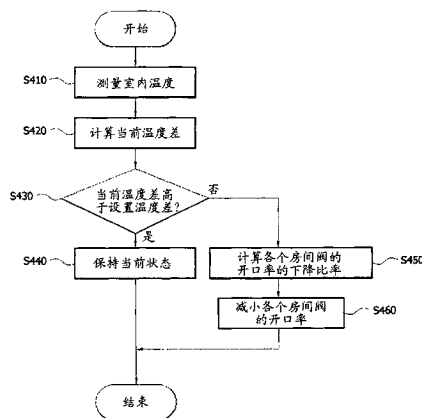 开始
S410
测量室内温度
S420
计算当前温度差
S430
当前温度差高
于设置温度差?
否
是
S440
保持当前状态
计算各个房间阀的
开口率的下降比率
S450
减小各个房间阀
的开口率
S460
结束